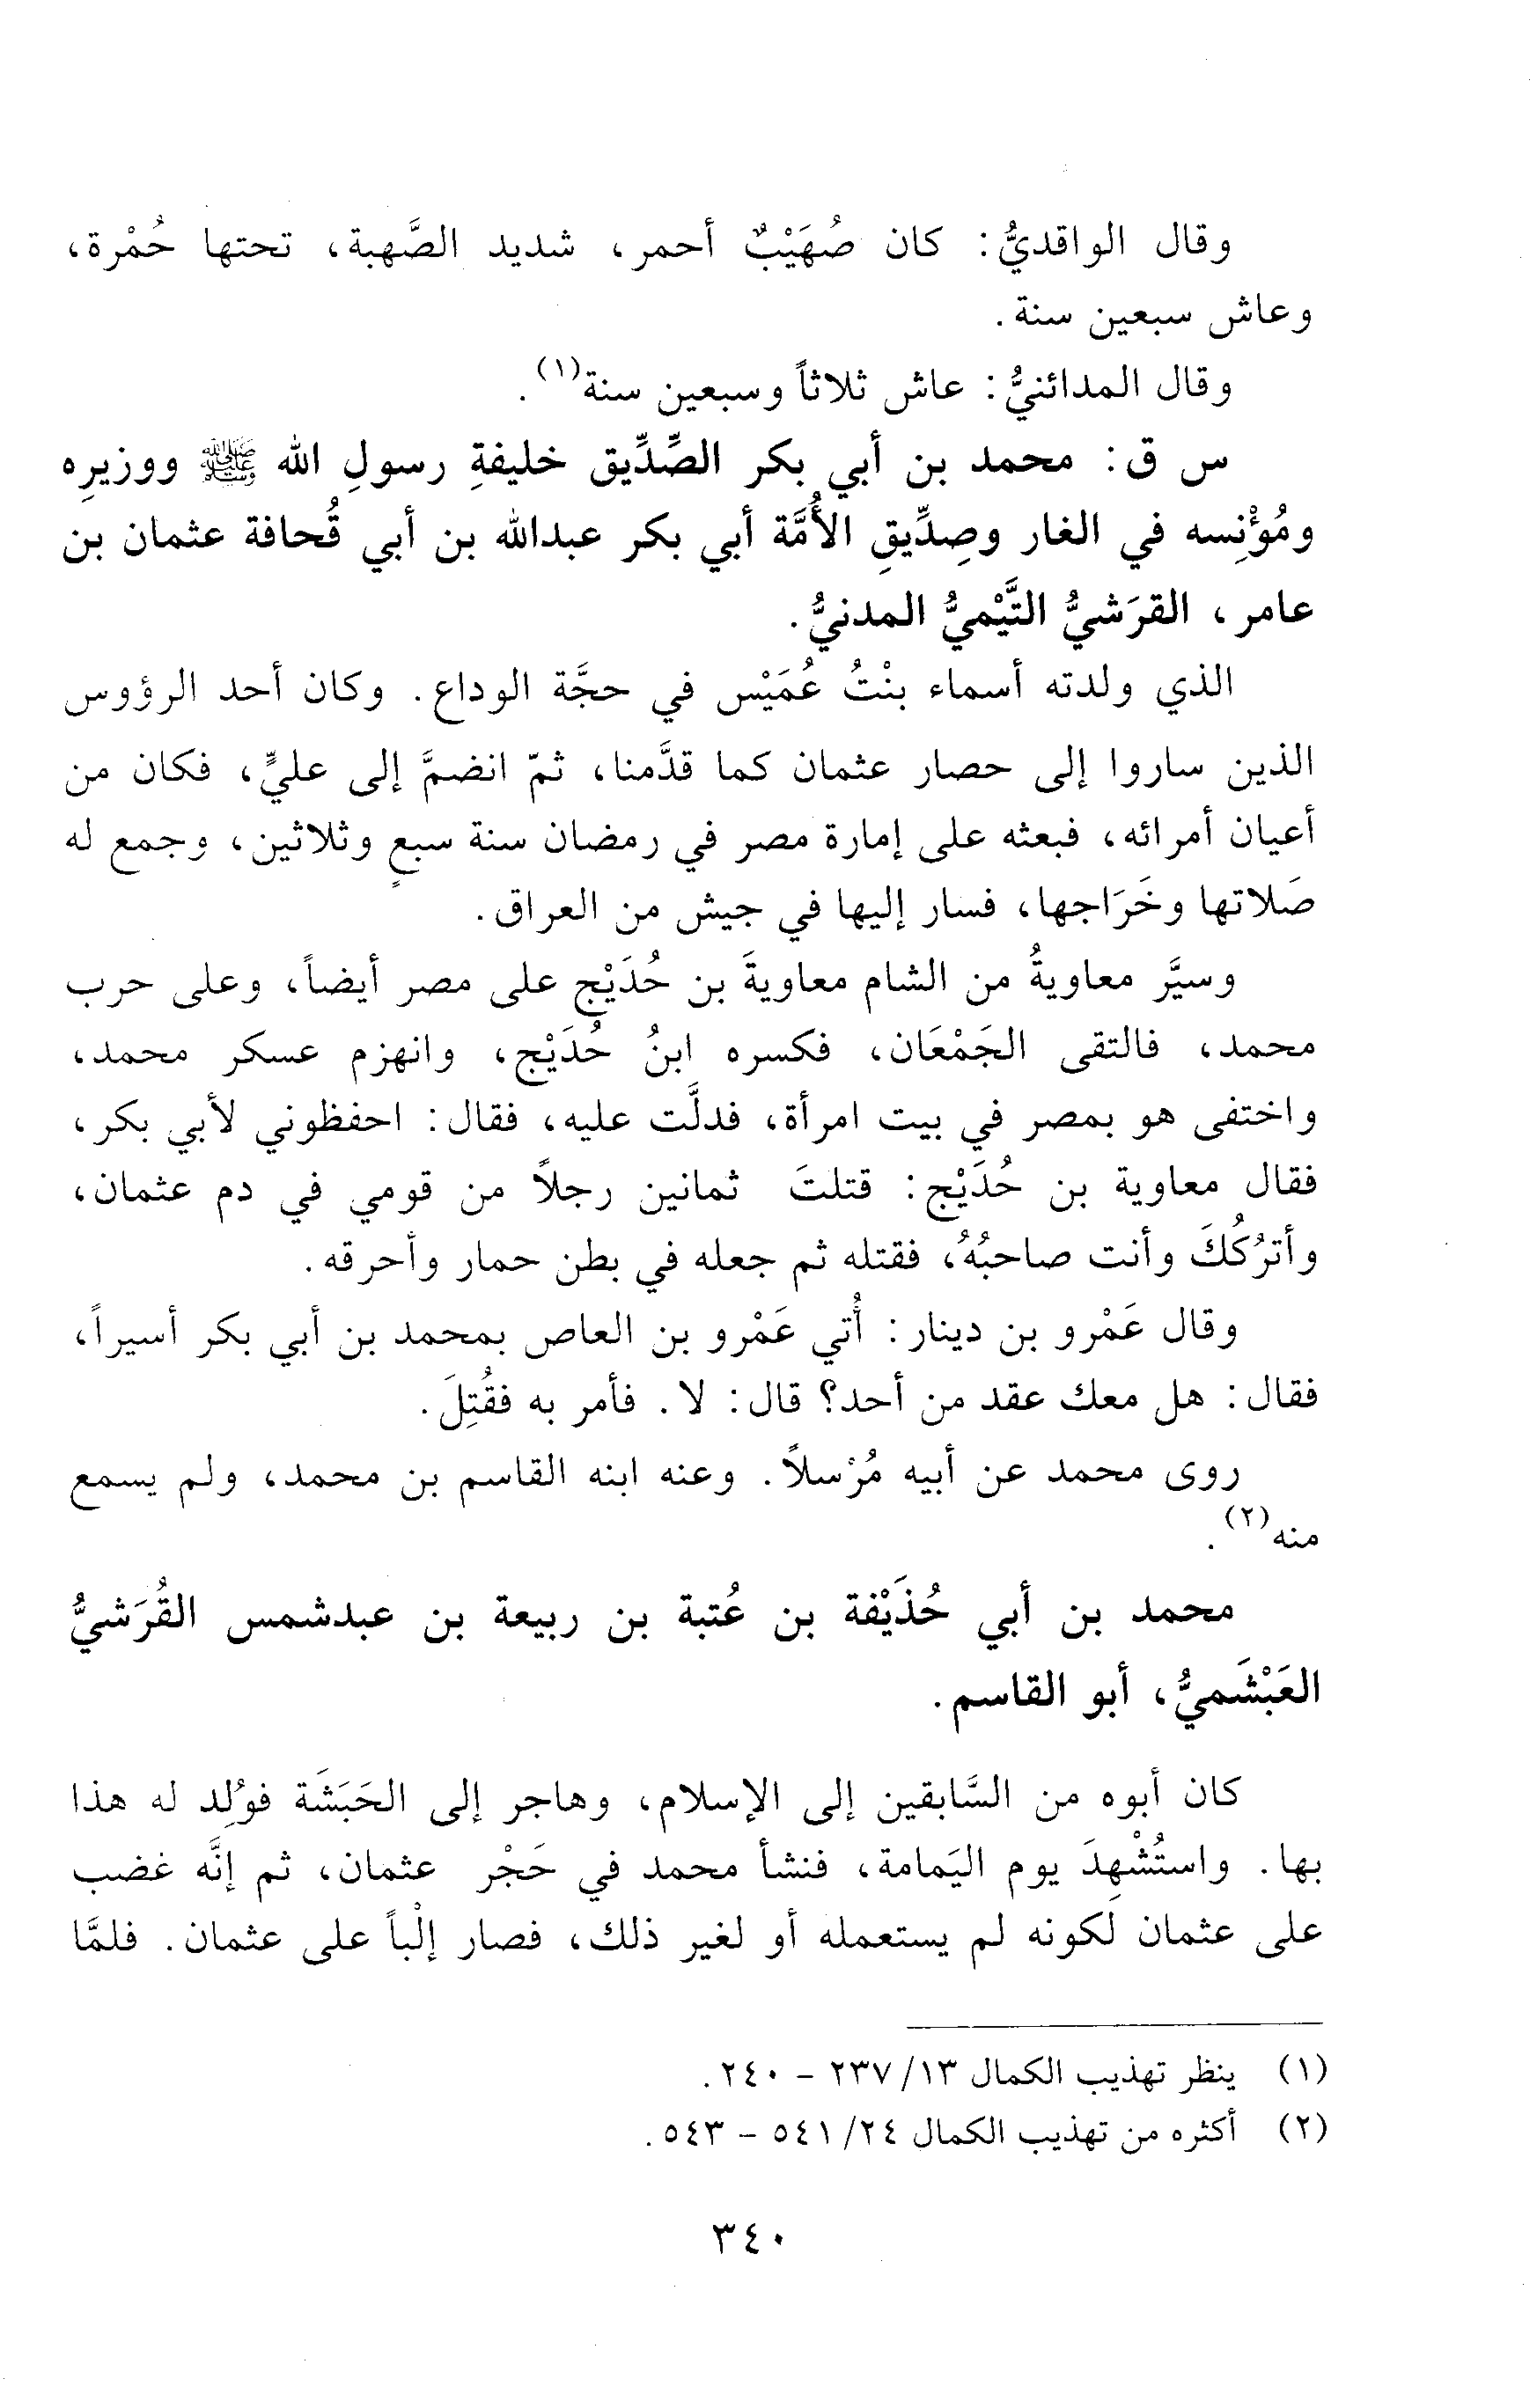 وقال الواقديُّ: كان صُهَيْبٌ أحمر، شديد الصَّهبة، تحتها حُمْرة،
وعاش سبعين سنة.
وقال المدائنيُّ: عاش ثلاثاً وسبعين سنة(١).
س ق: محمد بن أبي بكر الصِّدِّيق خليفةِ رسولِ الله ﷺ ووزيرِه
ومُؤْنِسه في الغار وصِدِّيقِ الأُمَّة أبي بكر عبدالله بن أبي قُحافة عثمان بن
عامر، القرَشيُّ التَّيْميُّ المدنيُّ.
الذي ولدته أسماء بنْتُ عُمَيْس في حجَّة الوداع. وكان أحد الرؤوس
الذين ساروا إلى حصار عثمان كما قدَّمنا، ثمّ انضمَّ إلى عليٍّ، فكان من
أعيان أمرائه، فبعثه على إمارة مصر في رمضان سنة سبعٍ وثلاثين، وجمع له
صَلاتها وخَرَاجها، فسار إليها في جيش من العراق.
وسيَّر معاويةُ من الشام معاويةَ بن حُدَيْج على مصر أيضاً، وعلى حرب
محمد، فالتقى الجَمْعَان، فكسره ابنُ حُدَيْج، وانهزم عسكر محمد،
واختفى هو بمصر في بيت امرأة، فدلَّت عليه، فقال: احفظوني لأبي بكر،
فقال معاوية بن حُدَيْج: قتلتَ ثمانين رجلاً من قومي في دم عثمان،
وأترُكُكَ وأنت صاحبُهُ، فقتله ثم جعله في بطن حمار وأحرقه.
وقال عَمْرو بن دينار: أُتي عَمْرو بن العاص بمحمد بن أبي بكر أسيراً،
فقال: هل معك عقد من أحد؟ قال: لا. فأمر به فقُتِلَ.
روى محمد عن أبيه مُرْسلاً. وعنه ابنه القاسم بن محمد، ولم يسمع
منه(٢).
محمد بن أبي حُذَيْفة بن عُتبة بن ربيعة بن عبدشمس القُرَشيُّ
العَبْشَميُّ، أبو القاسم.
كان أبوه من السَّابقين إلى الإسلام، وهاجر إلى الحَبَشَة فوُلِد له هذا
بها. واستُشْهِدَ يوم اليَمامة، فنشأ محمد في حَجْر عثمان، ثم إنَّه غضب
على عثمان لكونه لم يستعمله أو لغير ذلك، فصار إلْباً على عثمان. فلمَّا
(١) ينظر تهذيب الكمال ١٣/ ٢٣٧ - ٢٤٠.
(٢) أكثره من تهذيب الكمال ٢٤/ ٥٤١ - ٥٤٣.
٣٤٠